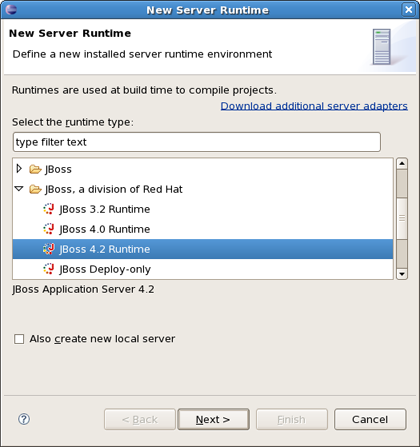 New Server Runtime
New Server Runtime
Define a new installed server runtime environment
Runtimes are used at build time to compile projects.
Download additional server adapters
Select the runtime type:
type filter text
JBoss
JBoss, a division of Red Hat
JBoss 3.2 Runtime
JBoss 4.0 Runtime
JBoss 4.2 Runtime
JBoss Deploy-only
JBoss Application Server 4.2
Also create new local server
? < Back Next > Finish Cancel